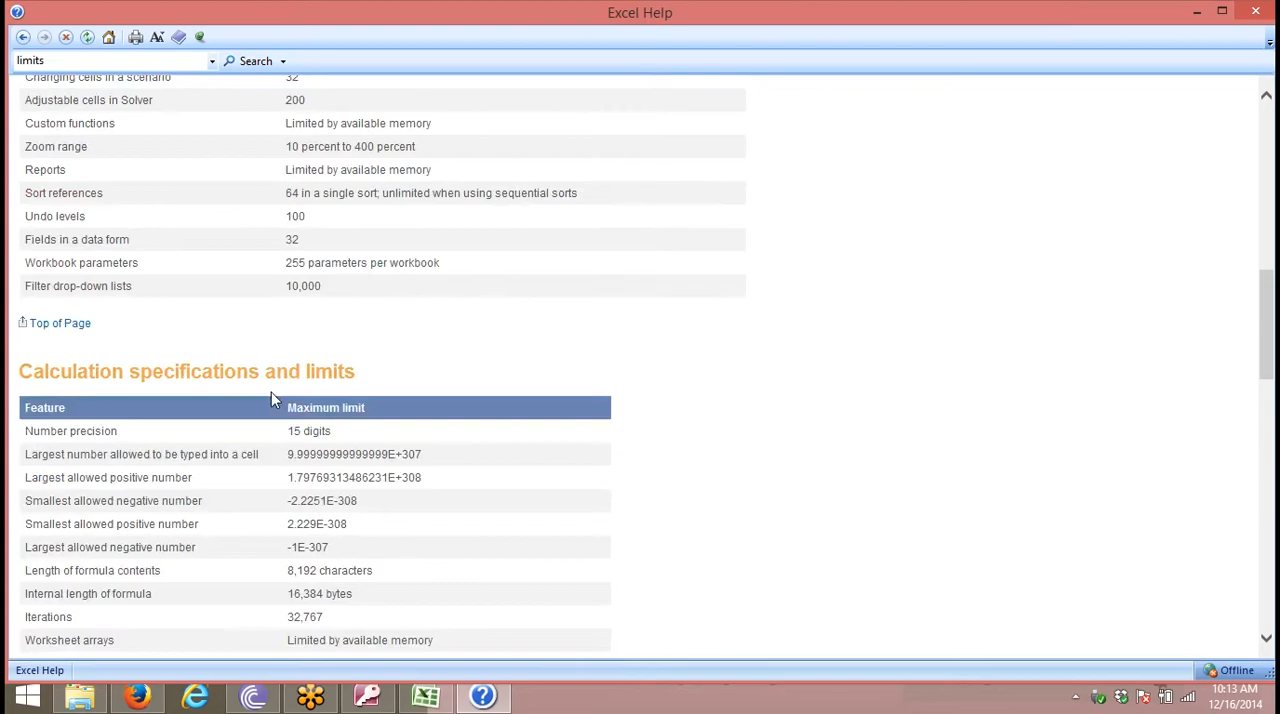 Excel Help
limits
Search
Changing cells in a scenario 32
Adjustable cells in Solver 200
Custom functions Limited by available memory
Zoom range 10 percent to 400 percent
Reports Limited by available memory
Sort references 64 in a single sort; unlimited when using sequential sorts
Undo levels 100
Fields in a data form 32
Workbook parameters 255 parameters per workbook
Filter drop-down lists 10,000
Top of Page
Calculation specifications and limits
Feature Maximum limit
Number precision 15 digits
Largest number allowed to be typed into a cell 9.99999999999999E+307
Largest allowed positive number 1.79769313486231E+308
Smallest allowed negative number -2.2251E-308
Smallest allowed positive number 2.229E-308
Largest allowed negative number -1E-307
Length of formula contents 8,192 characters
Internal length of formula 16,384 bytes
Iterations 32,767
Worksheet arrays Limited by available memory
Excel Help Offline
10:13 AM
12/16/2014